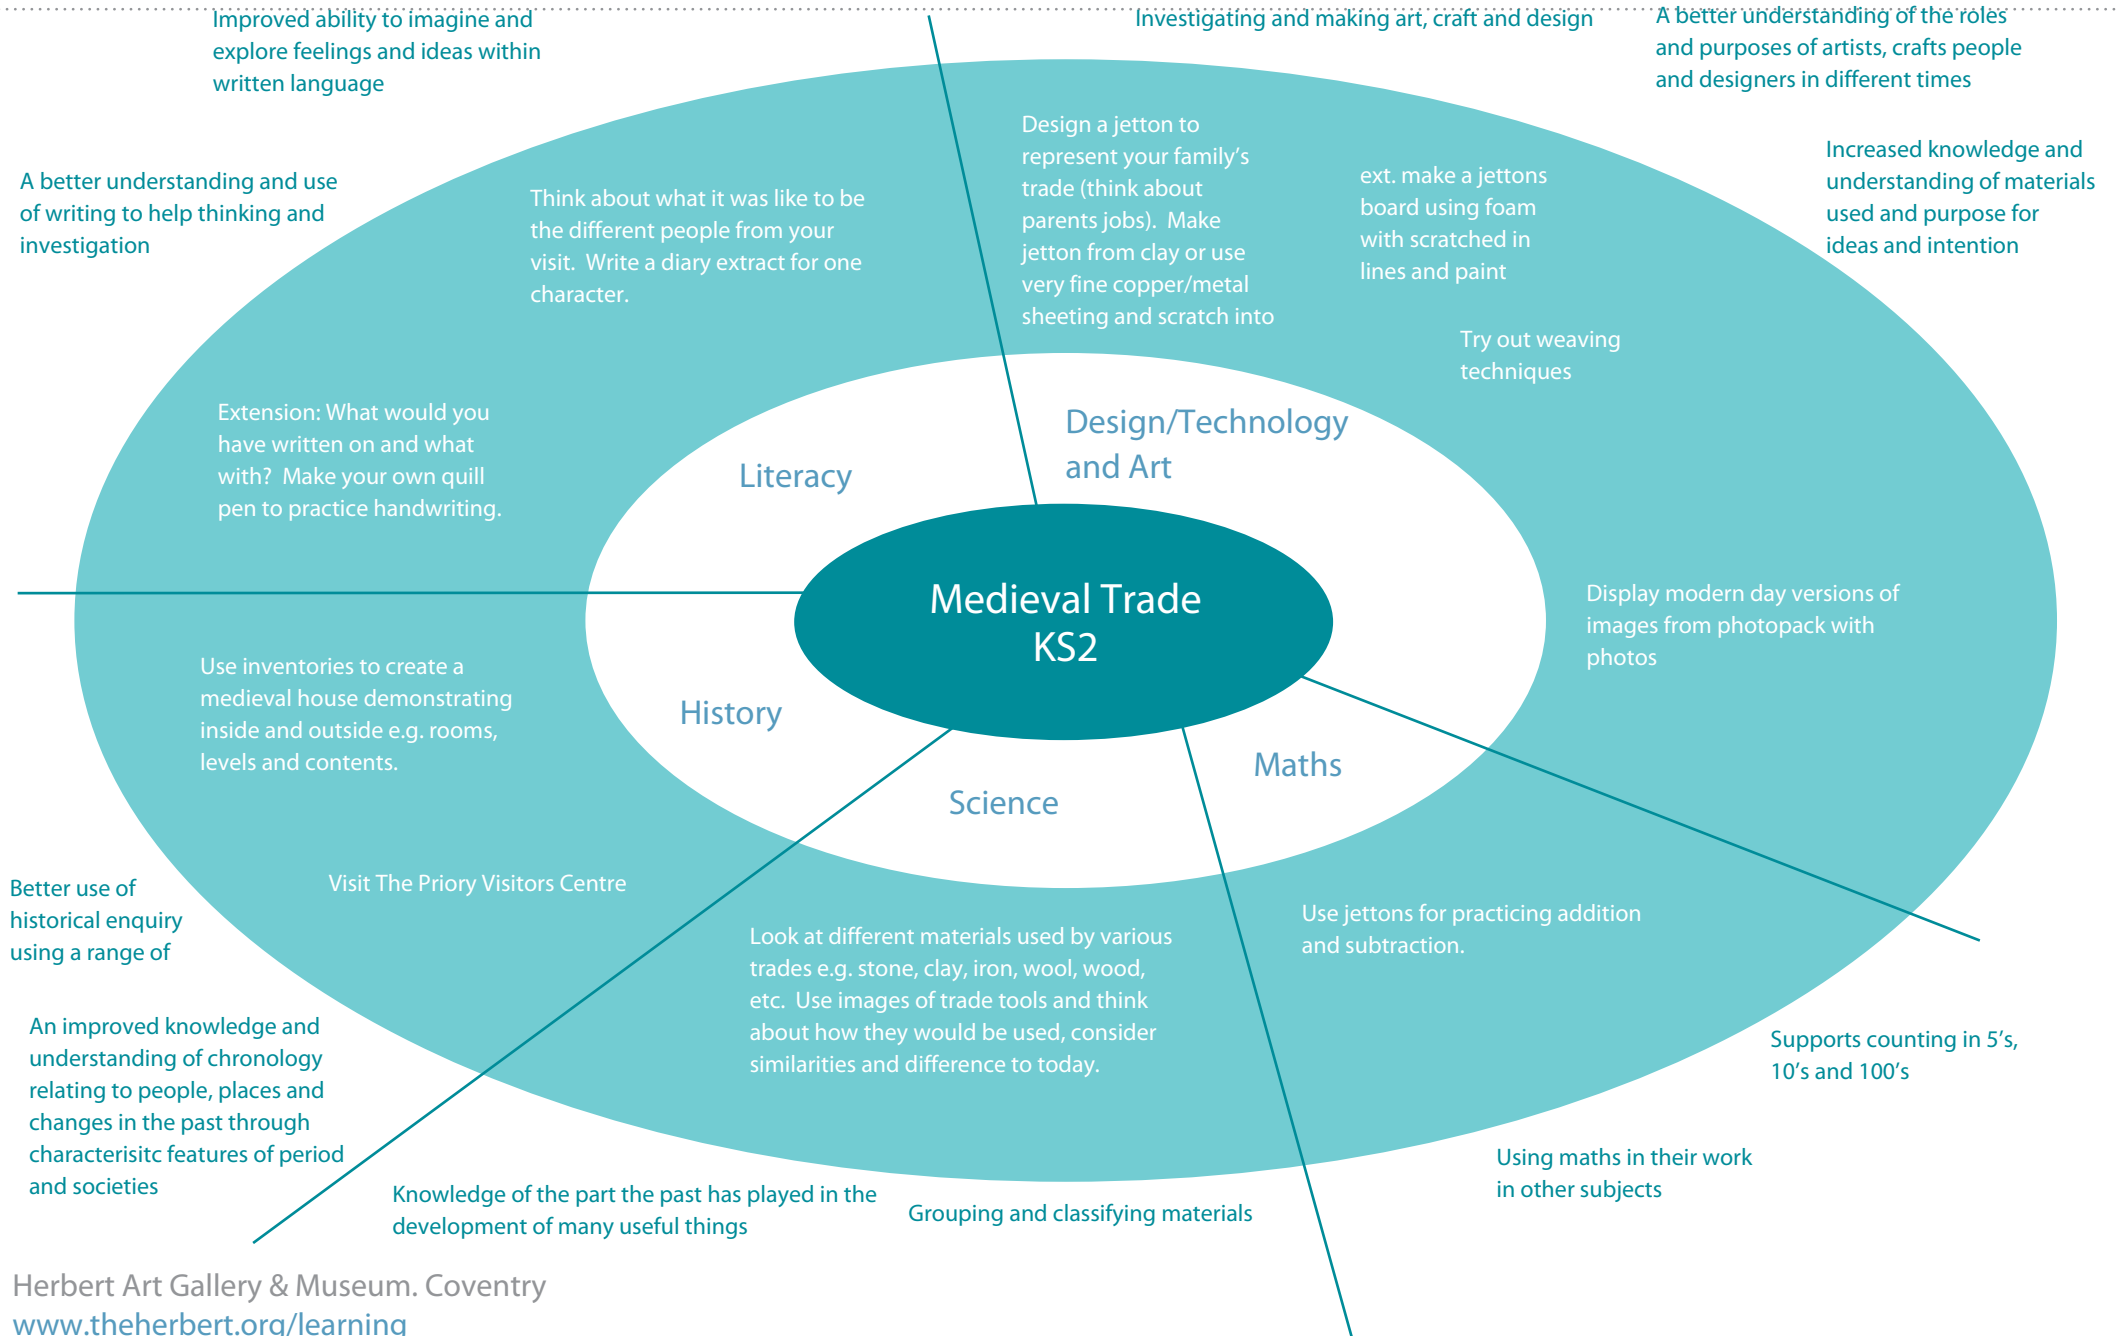 Improved ability to imagine and
explore feelings and ideas within
written language
Investigating and making art, craft and design
A better understanding of the roles
and purposes of artists, crafts people
and designers in different times
A better understanding and use
of writing to help thinking and
investigation
Increased knowledge and
understanding of materials
used and purpose for
ideas and intention
Think about what it was like to be
the different people from your
visit.  Write a diary extract for one
character.
Design a jetton to
represent your family's
trade (think about
parents jobs).  Make
jetton from clay or use
very fine copper/metal
sheeting and scratch into
ext. make a jettons
board using foam
with scratched in
lines and paint
Try out weaving
techniques
Extension: What would you
have written on and what
with?  Make your own quill
pen to practice handwriting.
Literacy
Design/Technology
and Art
Medieval Trade
KS2
Display modern day versions of
images from photopack with
photos
Use inventories to create a
medieval house demonstrating
inside and outside e.g. rooms,
levels and contents.
History
Science
Maths
Visit The Priory Visitors Centre
Better use of
historical enquiry
using a range of
Look at different materials used by various
trades e.g. stone, clay, iron, wool, wood,
etc.  Use images of trade tools and think
about how they would be used, consider
similarities and difference to today.
Use jettons for practicing addition
and subtraction.
An improved knowledge and
understanding of chronology
relating to people, places and
changes in the past through
characterisitc features of period
and societies
Supports counting in 5's,
10's and 100's
Knowledge of the part the past has played in the
development of many useful things
Grouping and classifying materials
Using maths in their work
in other subjects
Herbert Art Gallery & Museum. Coventry
www.theherbert.org/learning